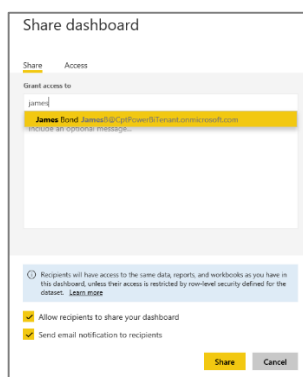 Share dashboard
Share Access
Grant access to
james
James Bond JamesB@CptPowerBiTenant.onmicrosoft.com
Include an optional message...
Recipients will have access to the same data, reports, and workbooks as you have in
this dashboard, unless their access is restricted by row-level security defined for the
dataset. Learn more
Allow recipients to share your dashboard
Send email notification to recipients
Share Cancel